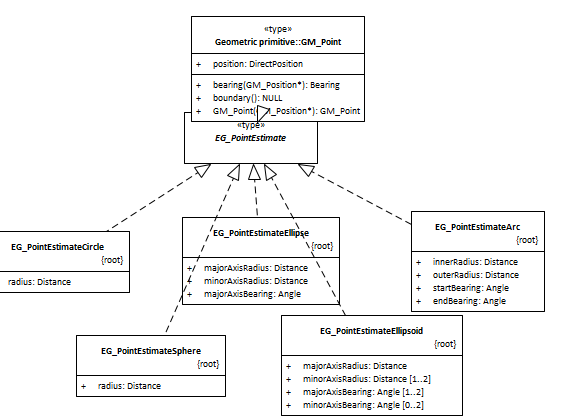 «type»
Geometric primitive::GM_Point
+ position: DirectPosition
+ bearing(GM_Position*): Bearing
+ boundary(): NULL
+ GM_Point(GM_Position*): GM_Point
«type»
EG_PointEstimate
EG_PointEstimateCircle
{root}
radius: Distance
EG_PointEstimateEllipse
{root}
+ majorAxisRadius: Distance
+ minorAxisRadius: Distance
+ majorAxisBearing: Angle
EG_PointEstimateArc
{root}
+ innerRadius: Distance
+ outerRadius: Distance
+ startBearing: Angle
+ endBearing: Angle
EG_PointEstimateSphere
{root}
+ radius: Distance
EG_PointEstimateEllipsoid
{root}
+ majorAxisRadius: Distance
+ minorAxisRadius: Distance [1..2]
+ majorAxisBearing: Angle [1..2]
+ minorAxisBearing: Angle [0..2]